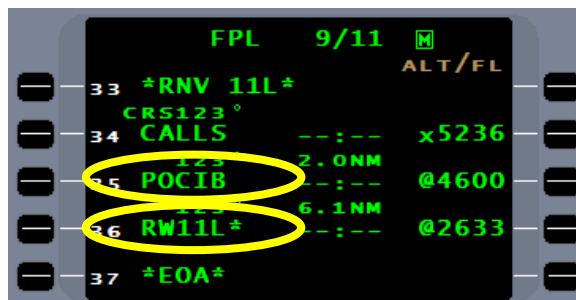 FPL 9/11 M
ALT/FL
33 *RNV 11L*
CRS123°
34 CALLS --:-- x5236
123° 2.0NM
35 POCIB --:-- @4600
123° 6.1NM
36 RW11L* --:-- @2633
37 *EOA*